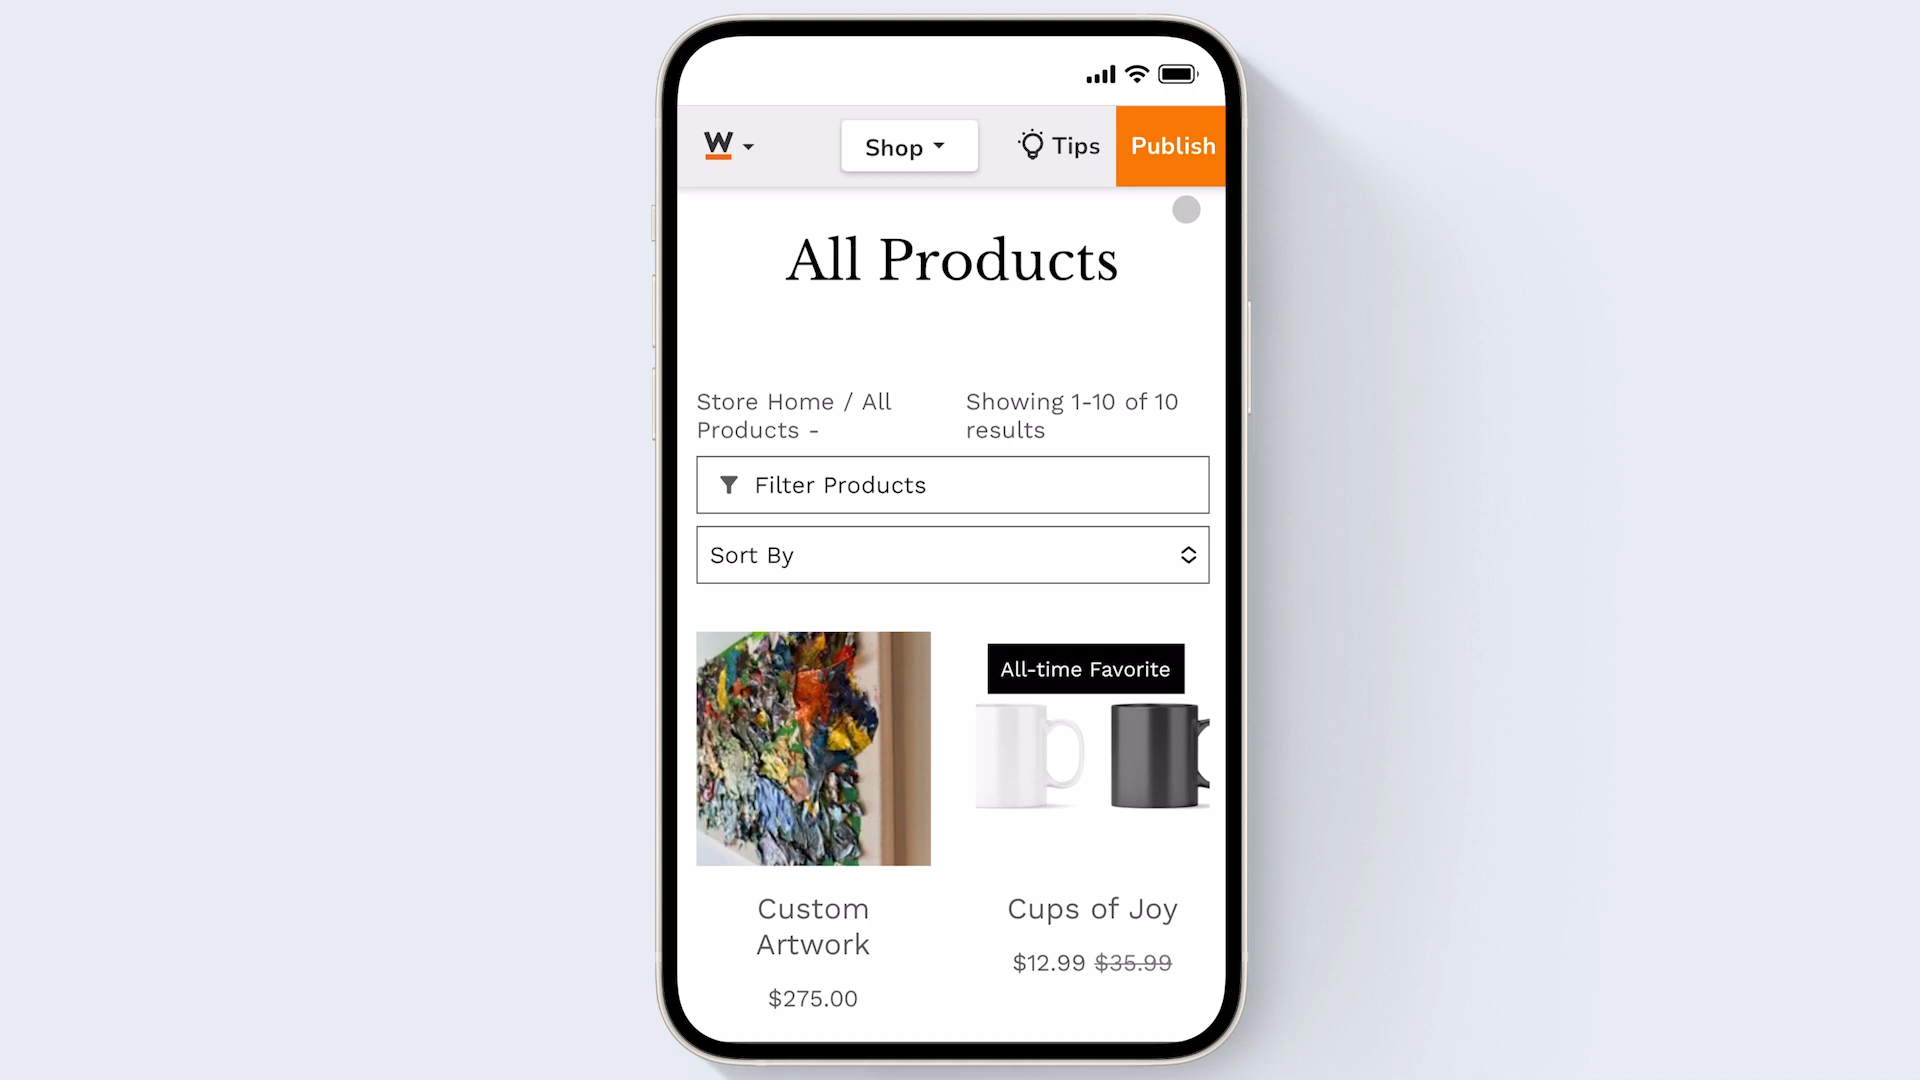 W
Shop
Tips
Publish
All Products
Store Home / All
Products -
Showing 1-10 of 10
results
Filter Products
Sort By
All-time Favorite
Custom
Artwork
$275.00
Cups of Joy
$12.99 $35.99